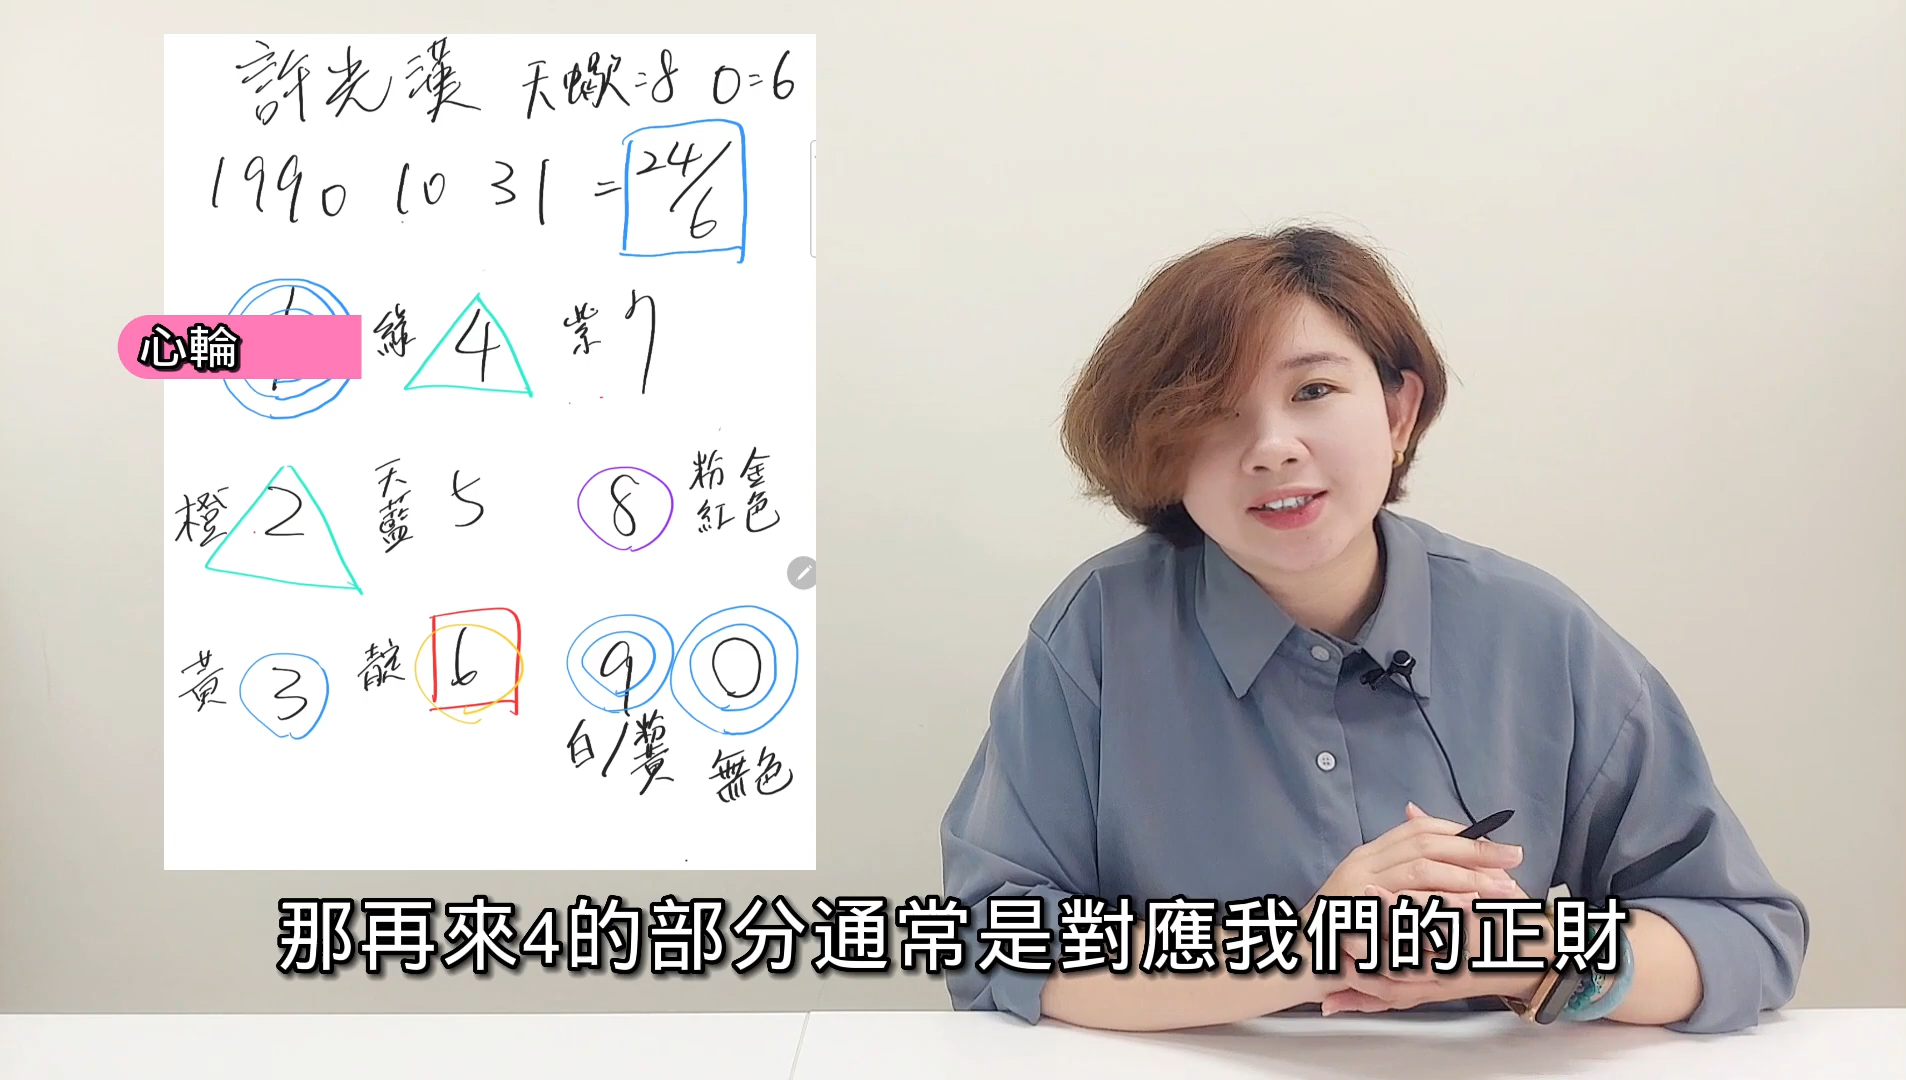 許光漢 天蠍=8 0=6
1990 10 31 = 24/6
心輪
綠 4 紫 7
橙 2 天藍 5 8 粉紅 金色
黃 3 靛 6 9 0
白/粉黃 無色
那再來4的部分通常是對應我們的正財